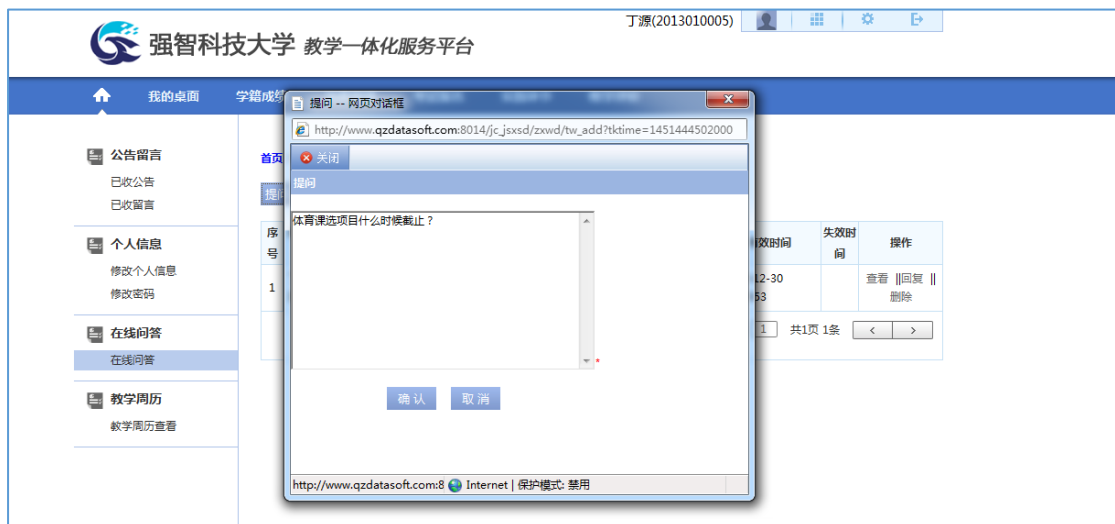 丁源(2013010005)
强智科技大学 教学一体化服务平台
我的桌面
学籍成绩
提问 -- 网页对话框
http://www.qzdatasoft.com:8014/jc_jsxsd/zxwd/tw_add?tktime=1451444502000
关闭
提问
体育课选项目什么时候截止？
*
确 认 取 消
http://www.qzdatasoft.com:8 Internet | 保护模式: 禁用
公告留言
已收公告
已收留言
个人信息
修改个人信息
修改密码
在线问答
在线问答
教学周历
教学周历查看
首页
提问
序号
效时间
失效时间
操作
1
12-30
53
查看 ||回复 ||
删除
1 共1页 1条 < >